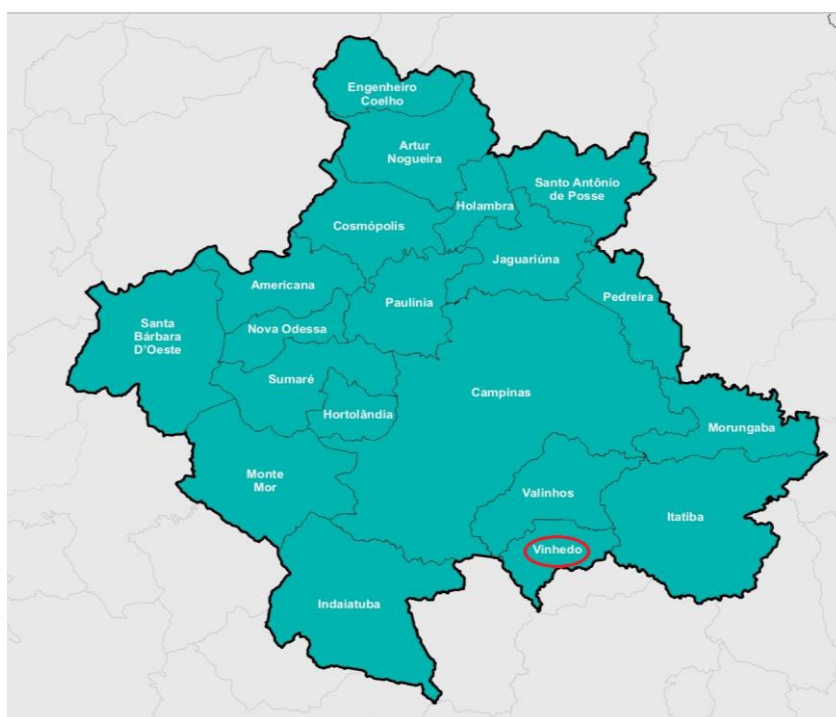 Engenheiro
Coelho
Artur
Nogueira
Santo Antônio
de Posse
Holambra
Cosmópolis
Jaguariúna
Americana
Paulínia
Pedreira
Santa
Bárbara
D'Oeste
Nova Odessa
Sumaré
Campinas
Hortolândia
Morungaba
Monte
Mor
Valinhos
Itatiba
Vinhedo
Indaiatuba